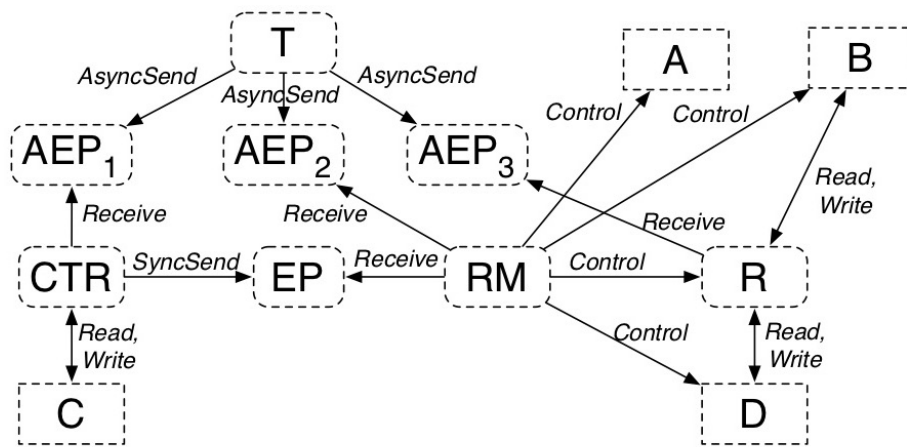 T
A
B
AsyncSend
AsyncSend
AsyncSend
Control
Control
AEP1
AEP2
AEP3
Read,
Write
Receive
Receive
Receive
CTR
SyncSend
EP
Receive
RM
Control
R
Read,
Write
Control
Read,
Write
C
D